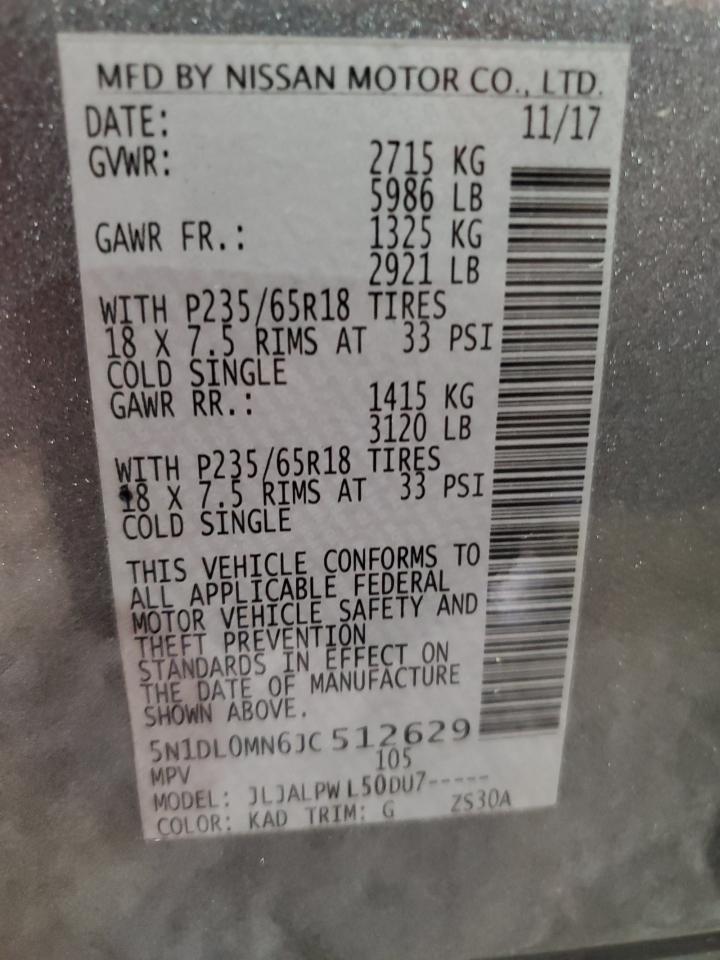 MFD BY NISSAN MOTOR CO., LTD.
DATE: 11/17
GVWR: 2715 KG
5986 LB
GAWR FR.: 1325 KG
2921 LB
WITH P235/65R18 TIRES
18 X 7.5 RIMS AT 33 PSI
COLD SINGLE
GAWR RR.: 1415 KG
3120 LB
WITH P235/65R18 TIRES
18 X 7.5 RIMS AT 33 PSI
COLD SINGLE
THIS VEHICLE CONFORMS TO
ALL APPLICABLE FEDERAL
MOTOR VEHICLE SAFETY AND
THEFT PREVENTION
STANDARDS IN EFFECT ON
THE DATE OF MANUFACTURE
SHOWN ABOVE.
5N1DL0MN6JC512629
MPV 105
MODEL: JLJALPWL50DU7-----
COLOR: KAD TRIM: G ZS30A